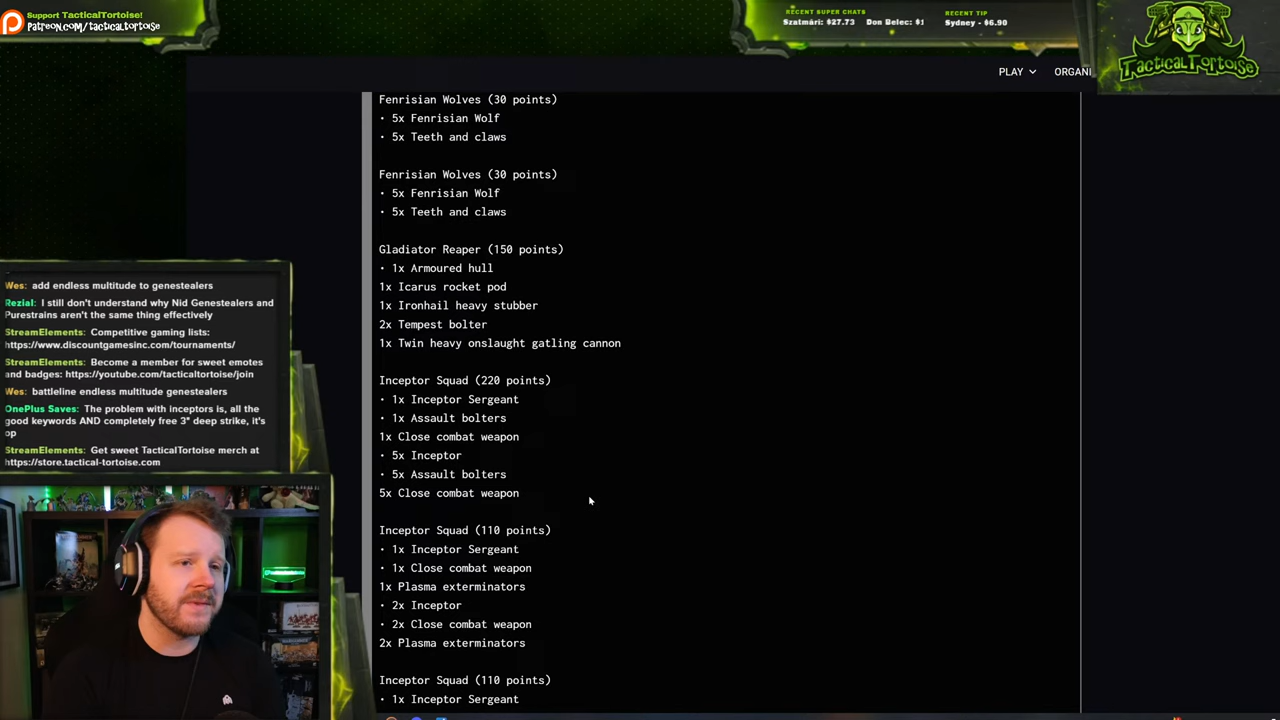 Support TacticalTortoise!
Patreon.com/tacticaltortoise
RECENT SUPER CHATS
Szatmári: $27.73 Don Belec: $1
RECENT TIP
Sydney - $6.90
TACTICALTORTOISE
PLAY
ORGANI
Fenrisian Wolves (30 points)
• 5x Fenrisian Wolf
• 5x Teeth and claws
Fenrisian Wolves (30 points)
• 5x Fenrisian Wolf
• 5x Teeth and claws
Gladiator Reaper (150 points)
• 1x Armoured hull
1x Icarus rocket pod
1x Ironhail heavy stubber
2x Tempest bolter
1x Twin heavy onslaught gatling cannon
Inceptor Squad (220 points)
• 1x Inceptor Sergeant
• 1x Assault bolters
1x Close combat weapon
• 5x Inceptor
• 5x Assault bolters
5x Close combat weapon
Inceptor Squad (110 points)
• 1x Inceptor Sergeant
• 1x Close combat weapon
1x Plasma exterminators
• 2x Inceptor
• 2x Close combat weapon
2x Plasma exterminators
Inceptor Squad (110 points)
• 1x Inceptor Sergeant
Wes: add endless multitude to genestealers
Rezial: I still don't understand why Nid Genestealers and
Purestrains aren't the same thing effectively
StreamElements: Competitive gaming lists:
https://www.discountgamesinc.com/tournaments/
StreamElements: Become a member for sweet emotes
and badges: https://youtube.com/tacticaltortoise/join
Wes: battleline endless multitude genestealers
OnePlus Saves: The problem with inceptors is, all the
good keywords AND completely free 3" deep strike, it's
op
StreamElements: Get sweet TacticalTortoise merch at
https://store.tactical-tortoise.com